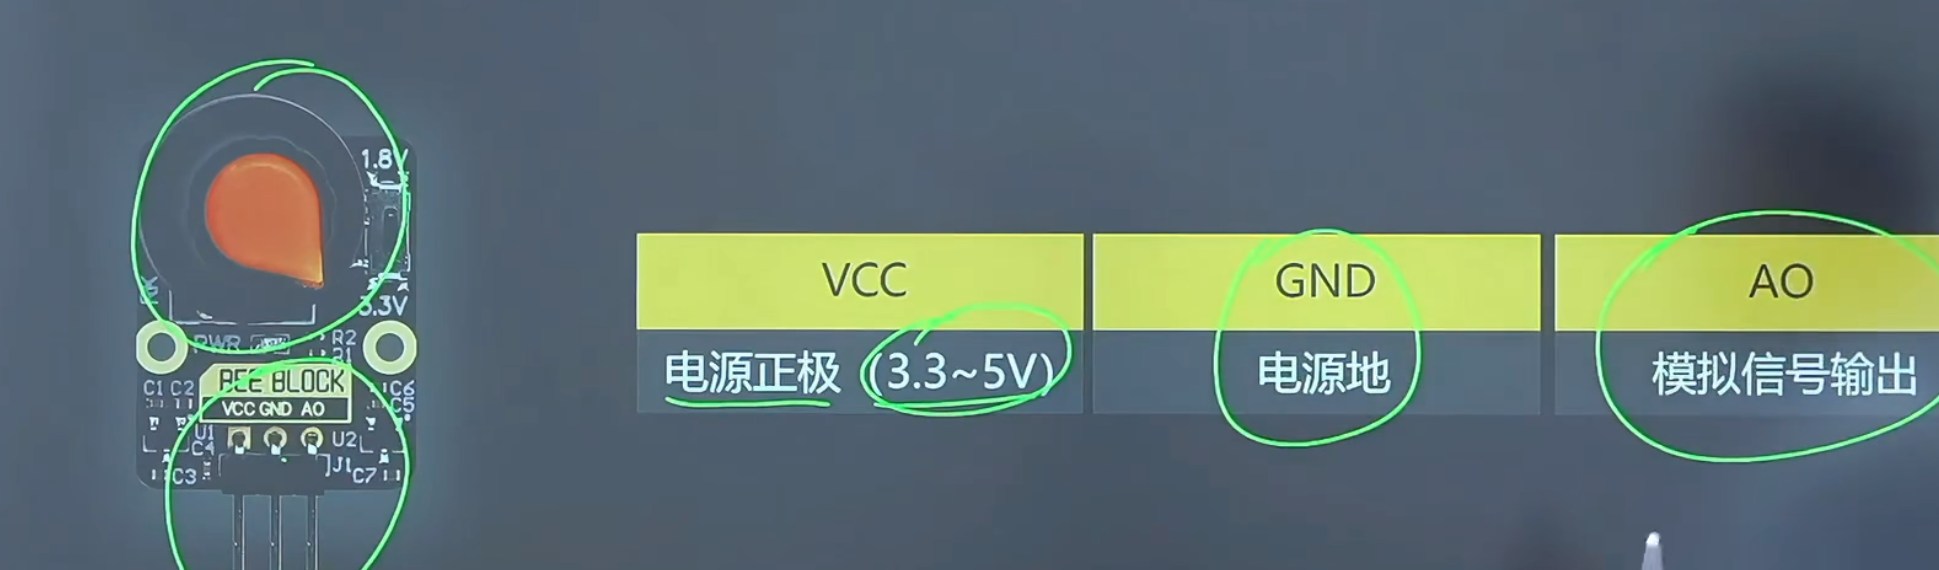 1.8V
3.3V
PWR
R2
R1
BEE BLOCK
C1 C2
C6
C5
VCC GND AO
U1
U2
C4
J1
C3
C7
VCC
GND
AO
电源正极 (3.3~5V)
电源地
模拟信号输出